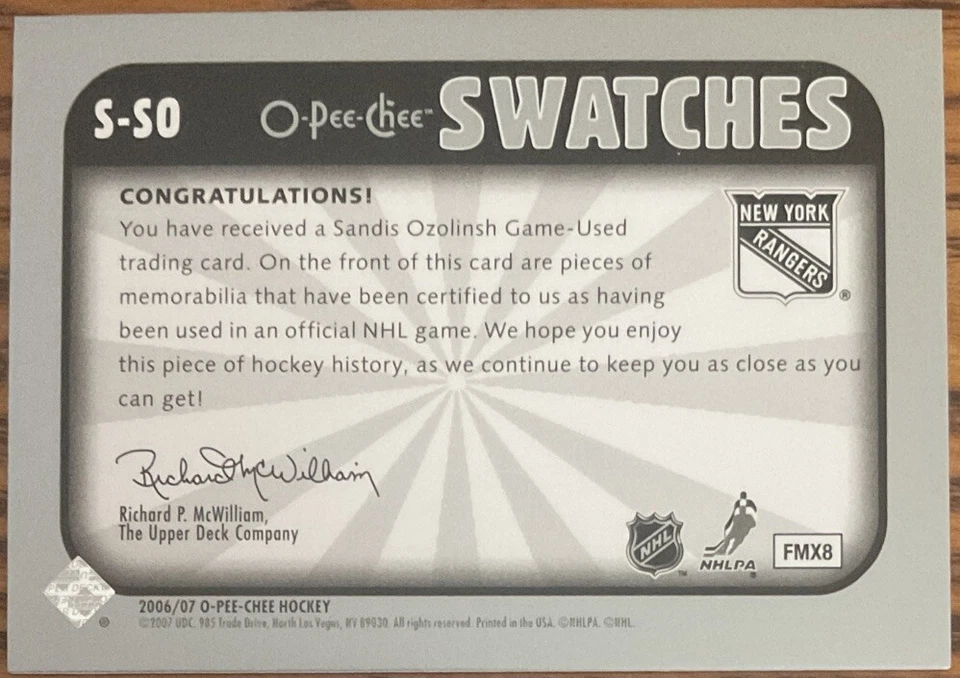 S-SO
O-Pee-Chee™ SWATCHES
CONGRATULATIONS!
You have received a Sandis Ozolinsh Game-Used
trading card. On the front of this card are pieces of
memorabilia that have been certified to us as having
been used in an official NHL game. We hope you enjoy
this piece of hockey history, as we continue to keep you as close as you
can get!
NEW YORK
RANGERS
®
Richard P. McWilliam
Richard P. McWilliam,
The Upper Deck Company
NHL
™
NHLPA
®
FMX8
2006/07 O-PEE-CHEE HOCKEY
®
©2007 UDC. 985 Trade Drive, North Las Vegas, NV 89030. All rights reserved. Printed in the USA. ©NHLPA. ©NHL.